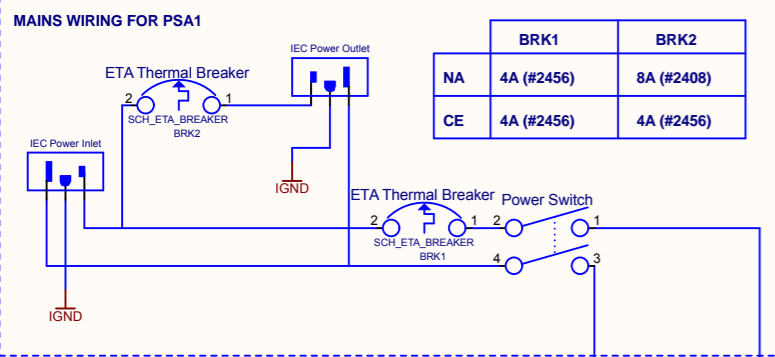 MAINS WIRING FOR PSA1
BRK1 BRK2
NA 4A (#2456) 8A (#2408)
CE 4A (#2456) 4A (#2456)
IEC Power Outlet
ETA Thermal Breaker
2 1
SCH_ETA_BREAKER
BRK2
IEC Power Inlet
IGND
ETA Thermal Breaker Power Switch
2 1 2 1
SCH_ETA_BREAKER
BRK1
4 3
IGND